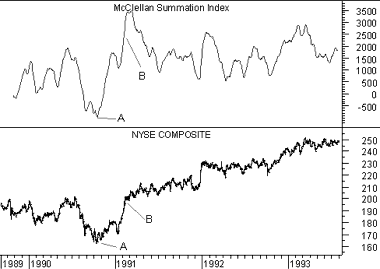 McClellan Summation Index
3500
3000
2500
2000
1500
1000
500
0
-500
A
B
NYSE COMPOSITE
250
240
230
220
210
200
190
180
170
160
A
B
1989 1990 1991 1992 1993